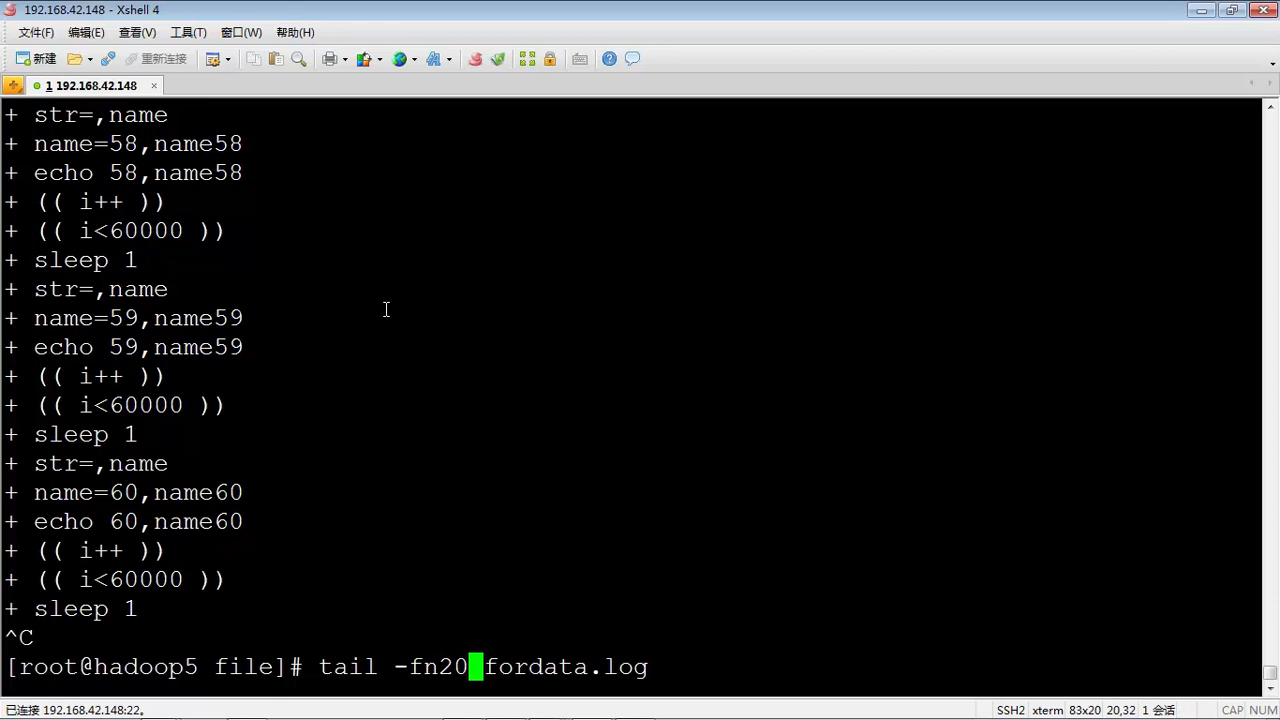 192.168.42.148 - Xshell 4
文件(F) 编辑(E) 查看(V) 工具(T) 窗口(W) 帮助(H)
新建 重新连接
1 192.168.42.148 ×
+ str=,name
+ name=58,name58
+ echo 58,name58
+ (( i++ ))
+ (( i<60000 ))
+ sleep 1
+ str=,name
+ name=59,name59
+ echo 59,name59
+ (( i++ ))
+ (( i<60000 ))
+ sleep 1
+ str=,name
+ name=60,name60
+ echo 60,name60
+ (( i++ ))
+ (( i<60000 ))
+ sleep 1
^C
[root@hadoop5 file]# tail -fn20 fordata.log
已连接 192.168.42.148:22。 SSH2 xterm 83x20 20,32 1 会话 CAP NUM